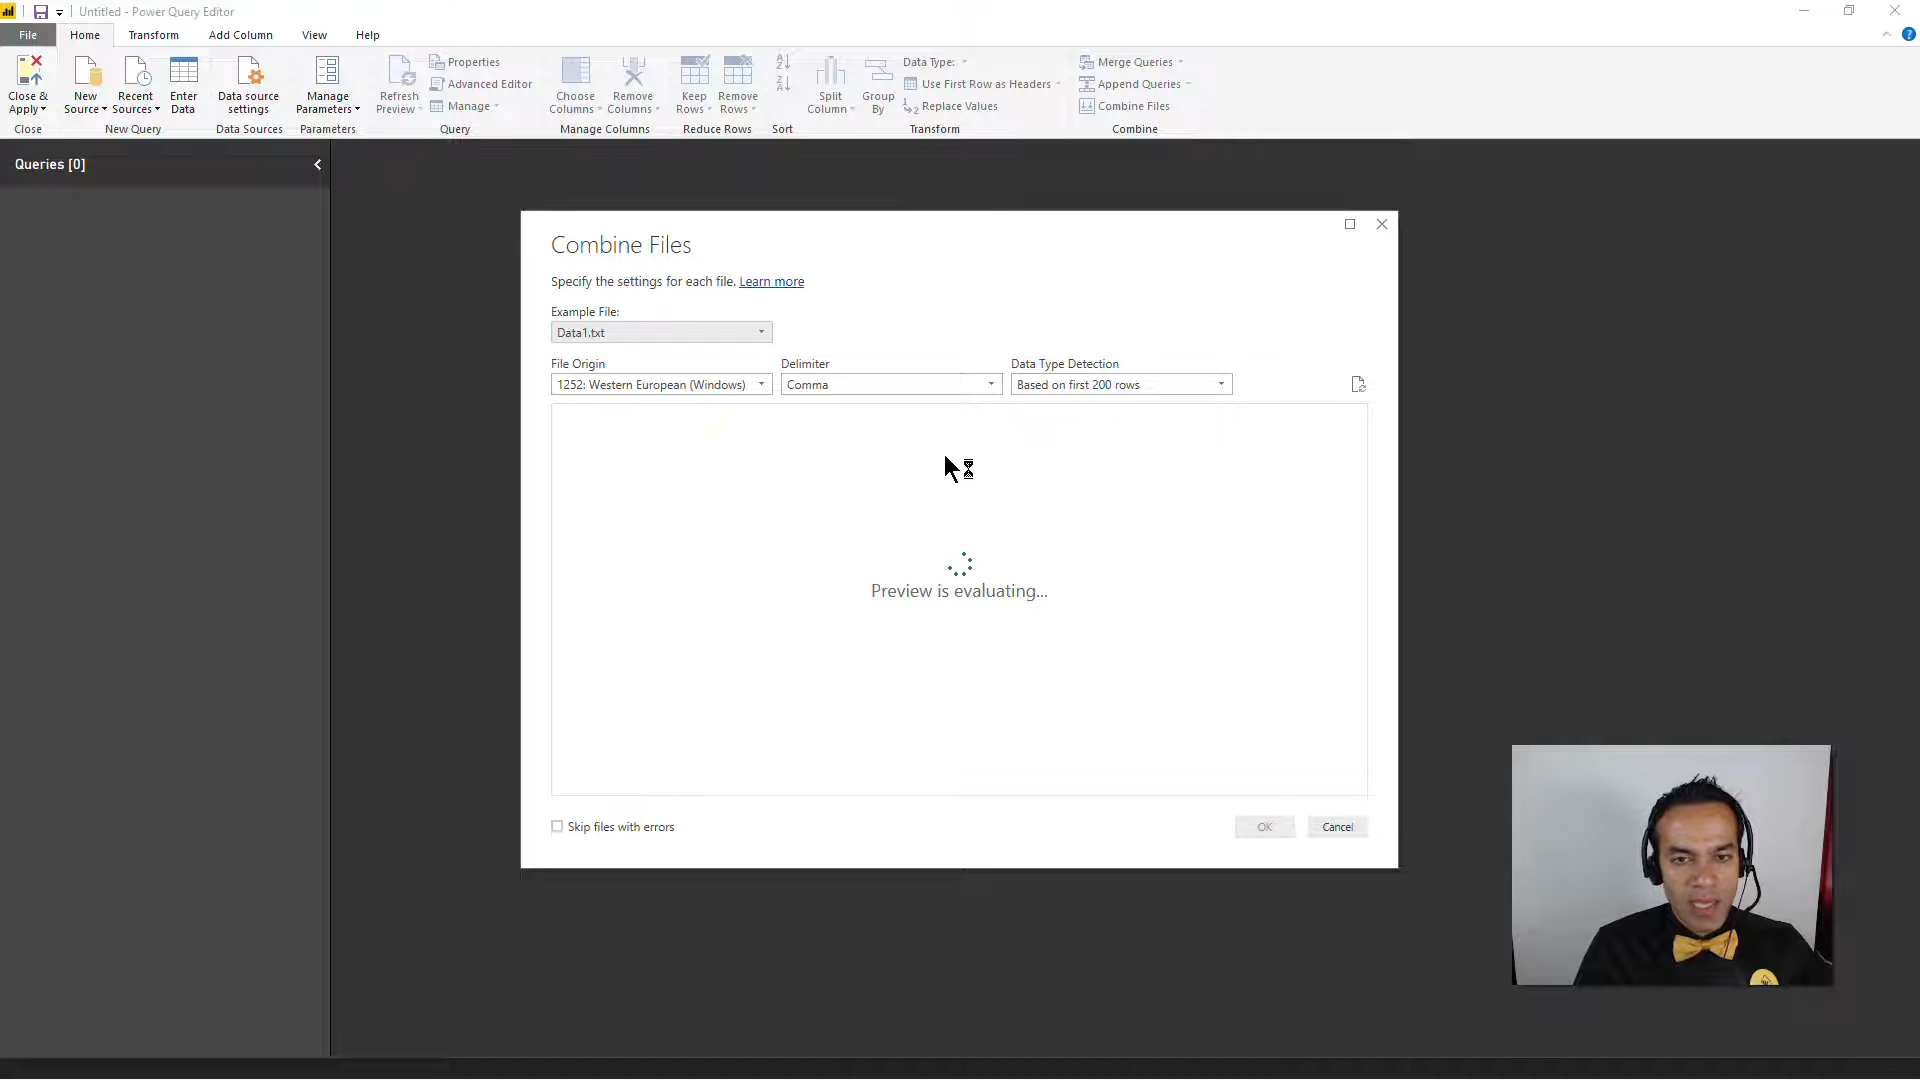 Untitled - Power Query Editor
File
Home
Transform
Add Column
View
Help
Close &
Apply
New
Source
Recent
Sources
Enter
Data
Data source
settings
Manage
Parameters
Refresh
Preview
Properties
Advanced Editor
Manage
Choose
Columns
Remove
Columns
Keep
Rows
Remove
Rows
Split
Column
Group
By
Data Type:
Use First Row as Headers
Replace Values
Merge Queries
Append Queries
Combine Files
Close
New Query
Data Sources
Parameters
Query
Manage Columns
Reduce Rows
Sort
Transform
Combine
Queries [0]
Combine Files
Specify the settings for each file. Learn more
Example File:
Data1.txt
File Origin
Delimiter
Data Type Detection
1252: Western European (Windows)
Comma
Based on first 200 rows
Preview is evaluating...
Skip files with errors
OK
Cancel